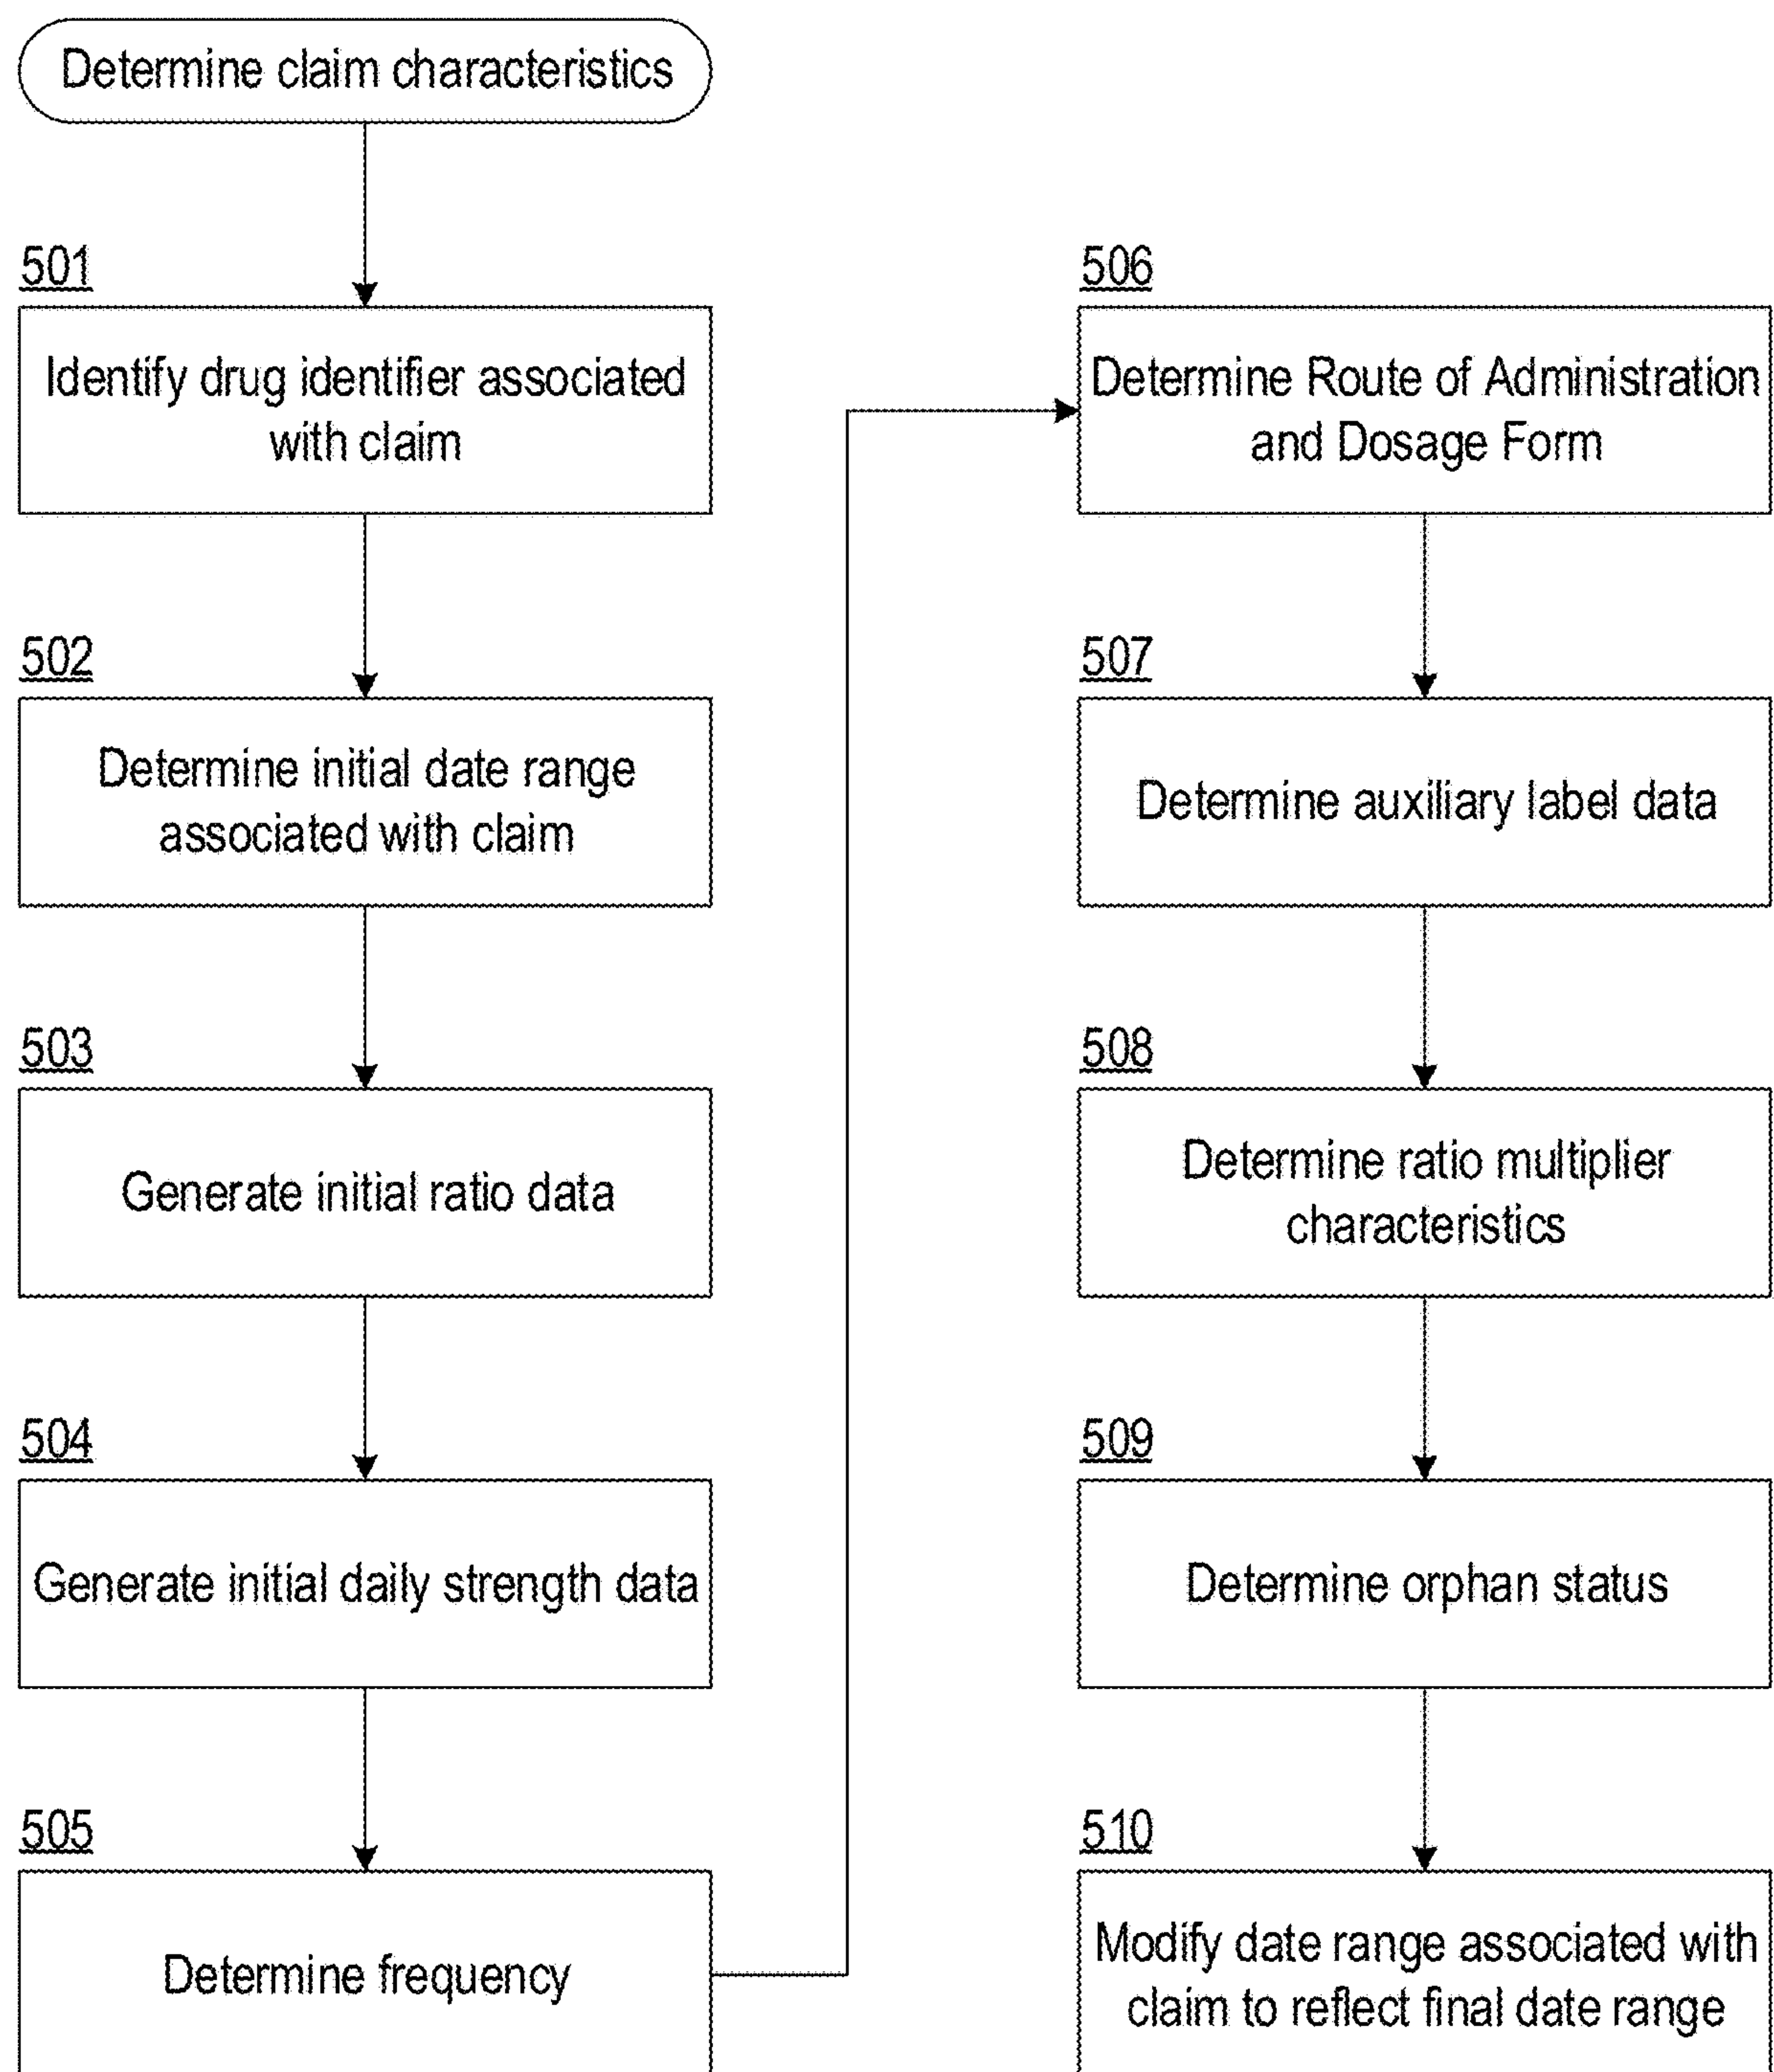 Determine claim characteristics
501
Identify drug identifier associated
with claim
502
Determine initial date range
associated with claim
503
Generate initial ratio data
504
Generate initial daily strength data
505
Determine frequency
506
Determine Route of Administration
and Dosage Form
507
Determine auxiliary label data
508
Determine ratio multiplier
characteristics
509
Determine orphan status
510
Modify date range associated with
claim to reflect final date range